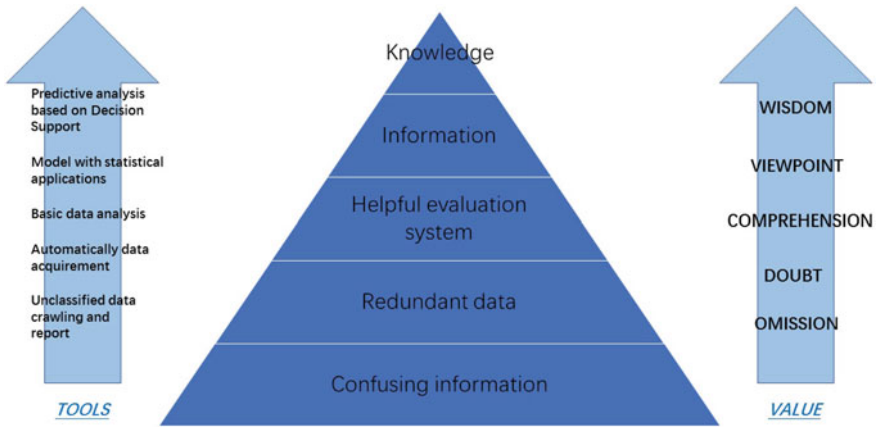 Predictive analysis
based on Decision
Support
Model with statistical
applications
Basic data analysis
Automatically data
acquirement
Unclassified data
crawling and
report
TOOLS
Knowledge
Information
Helpful evaluation
system
Redundant data
Confusing information
WISDOM
VIEWPOINT
COMPREHENSION
DOUBT
OMISSION
VALUE